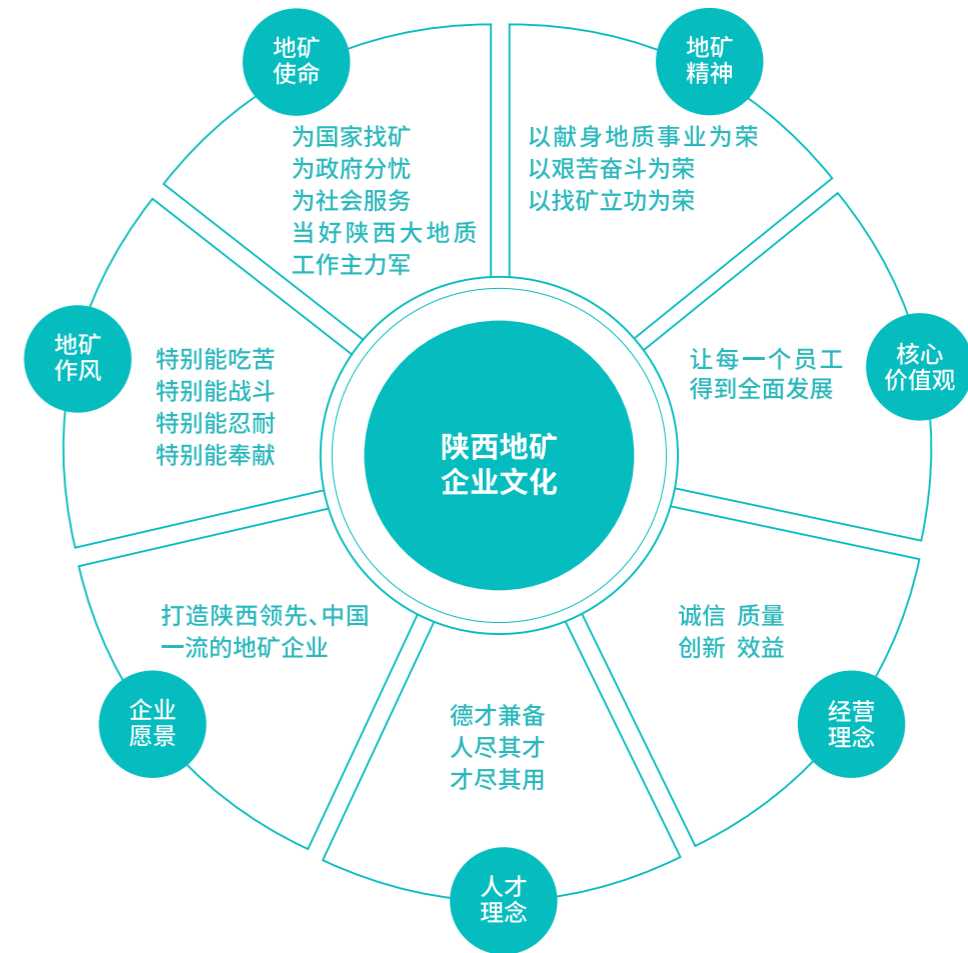 地矿
使命
为国家找矿
为政府分忧
为社会服务
当好陕西大地质
工作主力军
地矿
精神
以献身地质事业为荣
以艰苦奋斗为荣
以找矿立功为荣
核心
价值观
让每一个员工
得到全面发展
经营
理念
诚信 质量
创新 效益
人才
理念
德才兼备
人尽其才
才尽其用
企业
愿景
打造陕西领先、中国
一流的地矿企业
地矿
作风
特别能吃苦
特别能战斗
特别能忍耐
特别能奉献
陕西地矿
企业文化